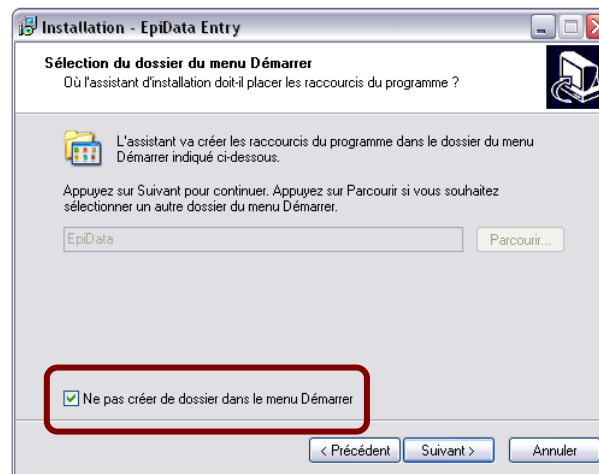 Installation - EpiData Entry
Sélection du dossier du menu Démarrer
Où l'assistant d'installation doit-il placer les raccourcis du programme ?
L'assistant va créer les raccourcis du programme dans le dossier du menu
Démarrer indiqué ci-dessous.
Appuyez sur Suivant pour continuer. Appuyez sur Parcourir si vous souhaitez
sélectionner un autre dossier du menu Démarrer.
EpiData Parcourir...
Ne pas créer de dossier dans le menu Démarrer
< Précédent Suivant > Annuler